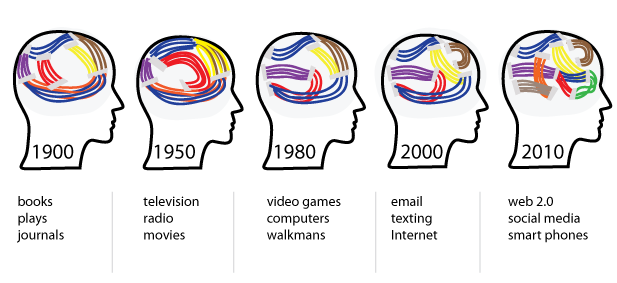 1900
1950
1980
2000
2010
books
plays
journals
television
radio
movies
video games
computers
walkmans
email
texting
Internet
web 2.0
social media
smart phones